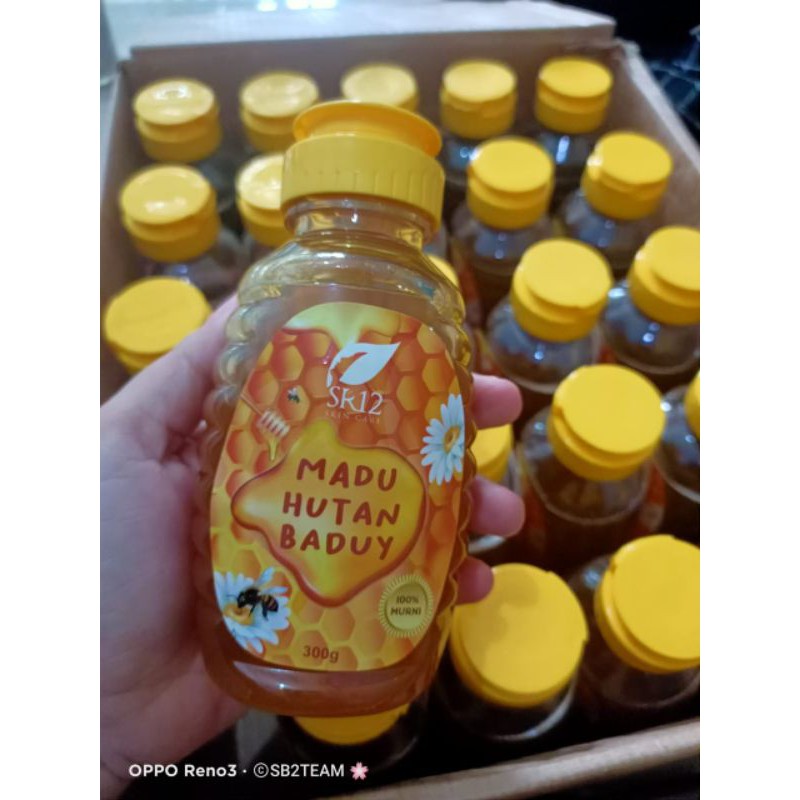 SR12
SKIN CARE
MADU
HUTAN
BADUY
100%
MURNI
300g
OPPO Reno3 · ©SB2TEAM 🌸